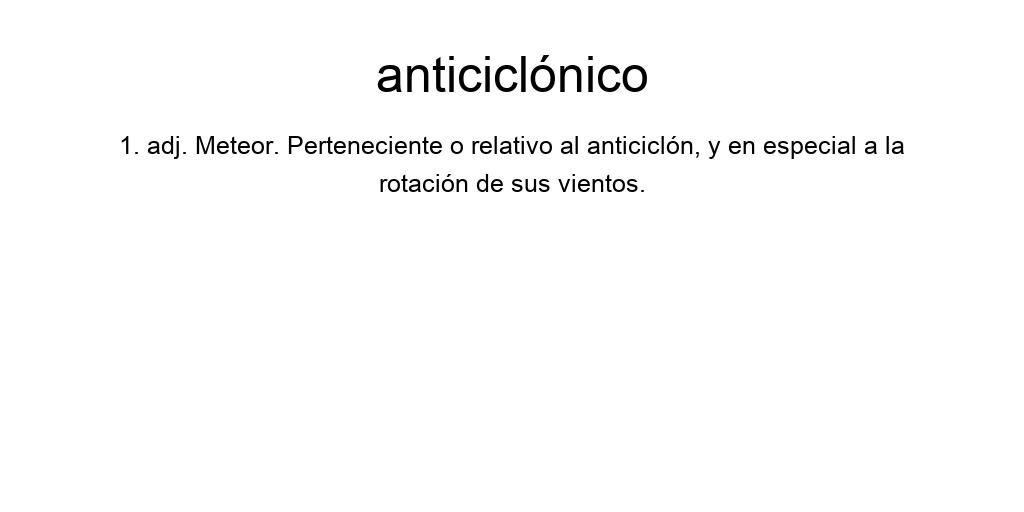 anticiclónico
1. adj. Meteor. Perteneciente o relativo al anticiclón, y en especial a la
rotación de sus vientos.